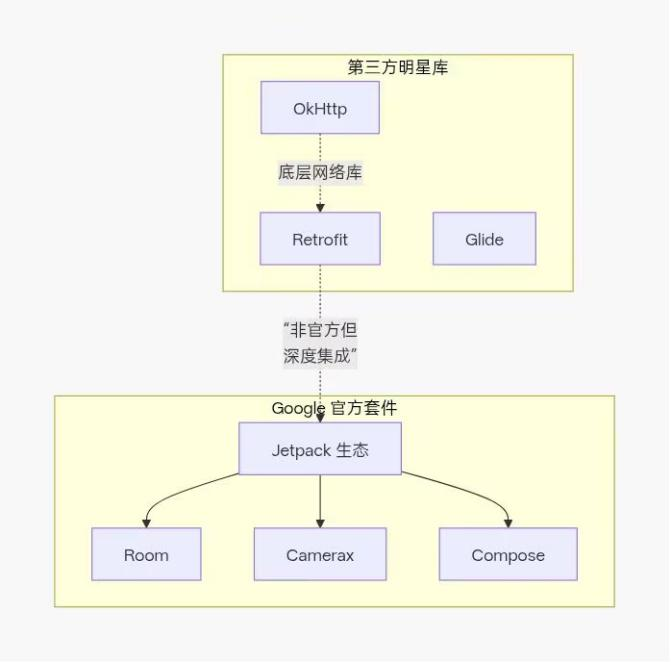 第三方明星库
OkHttp
底层网络库
Retrofit
Glide
“非官方但
深度集成”
Google 官方套件
Jetpack 生态
Room
Camerax
Compose